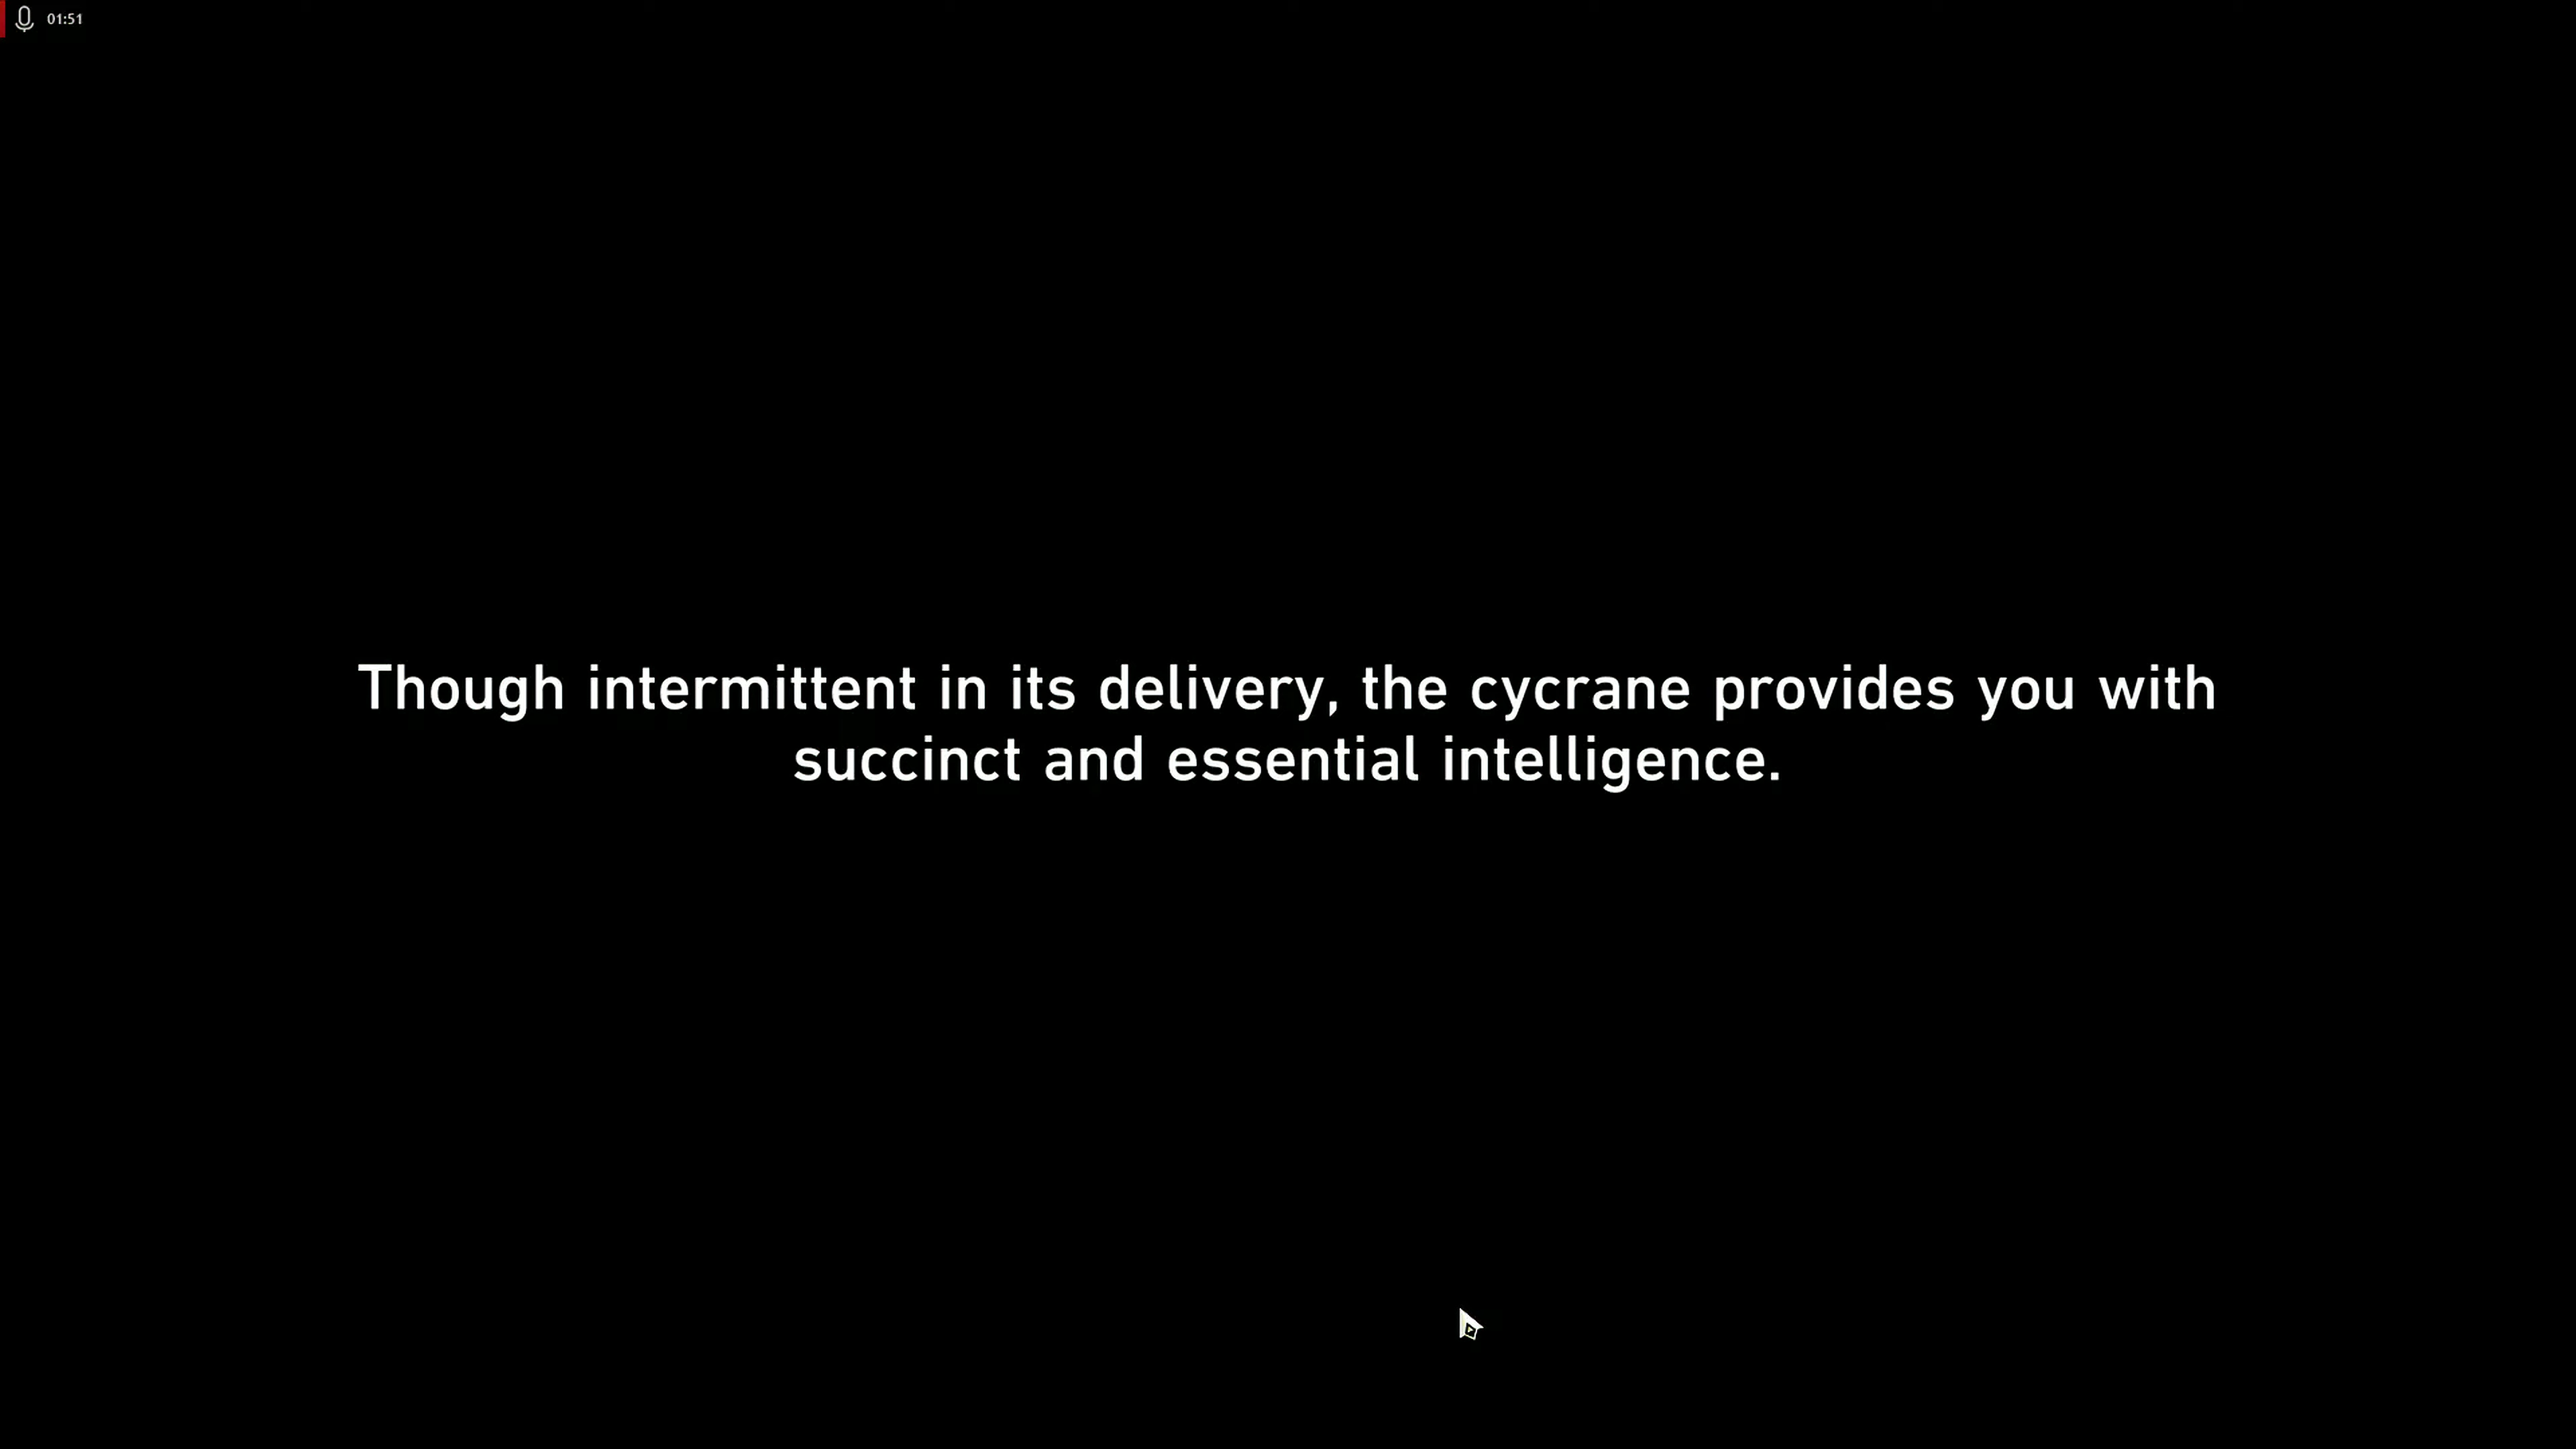 01:51
Though intermittent in its delivery, the cycrane provides you with
succinct and essential intelligence.